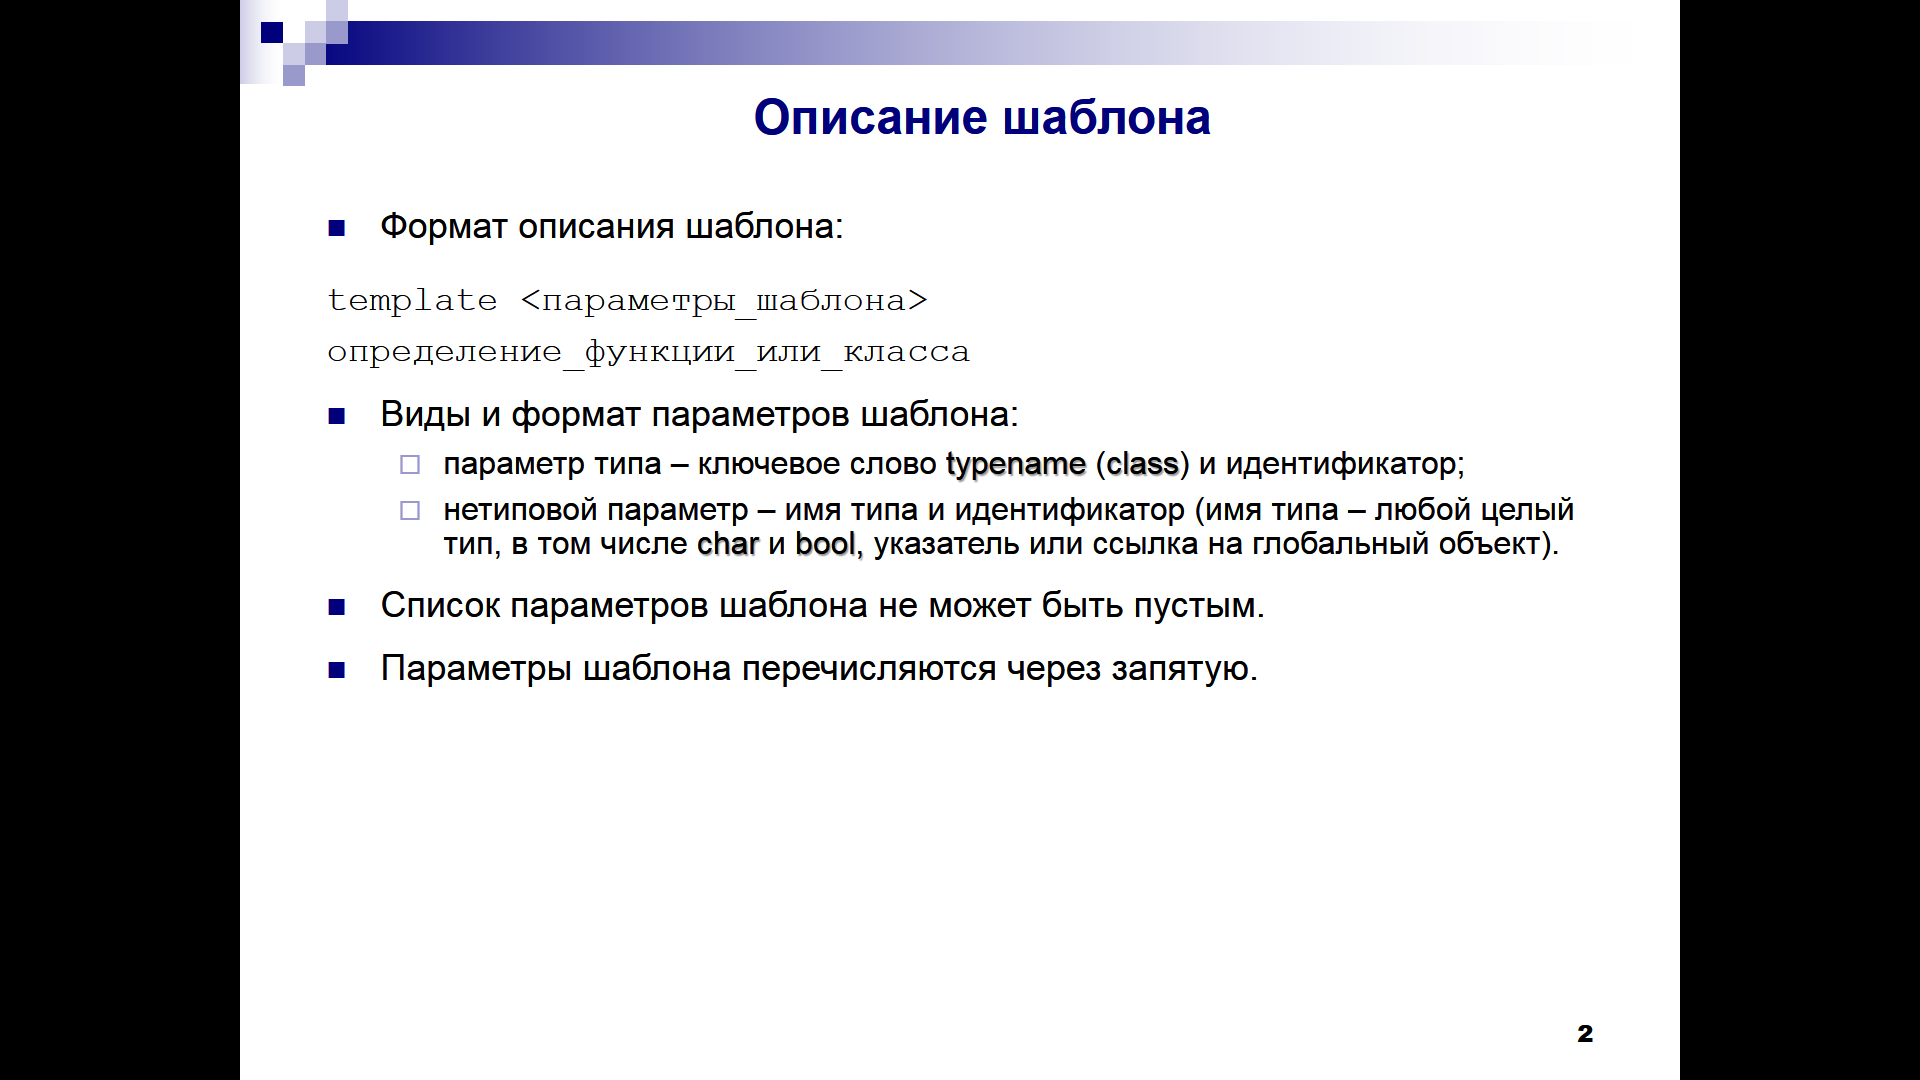 Описание шаблона
Формат описания шаблона:
template <параметры_шаблона>
определение_функции_или_класса
Виды и формат параметров шаблона:
параметр типа – ключевое слово typename (class) и идентификатор;
нетиповой параметр – имя типа и идентификатор (имя типа – любой целый
тип, в том числе char и bool, указатель или ссылка на глобальный объект).
Список параметров шаблона не может быть пустым.
Параметры шаблона перечисляются через запятую.
2